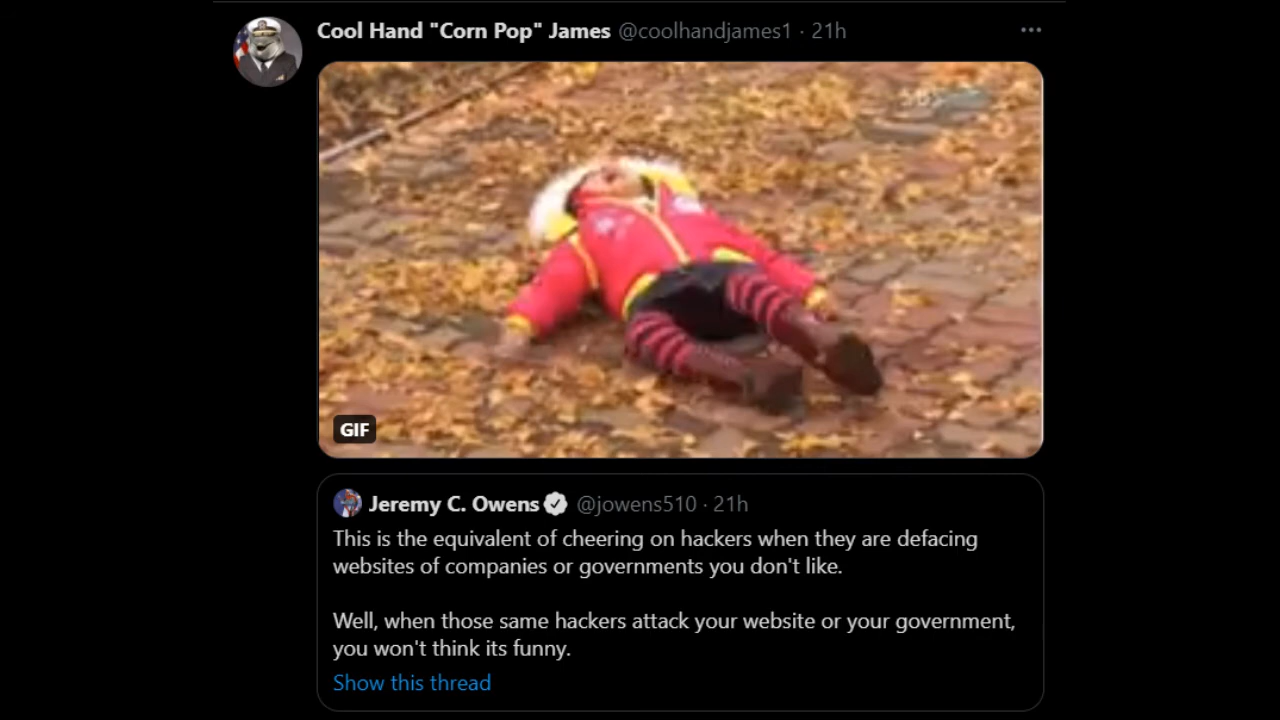 Cool Hand "Corn Pop" James @coolhandjames1 · 21h
GIF
Jeremy C. Owens @jowens510 · 21h
This is the equivalent of cheering on hackers when they are defacing
websites of companies or governments you don't like.
Well, when those same hackers attack your website or your government,
you won't think its funny.
Show this thread